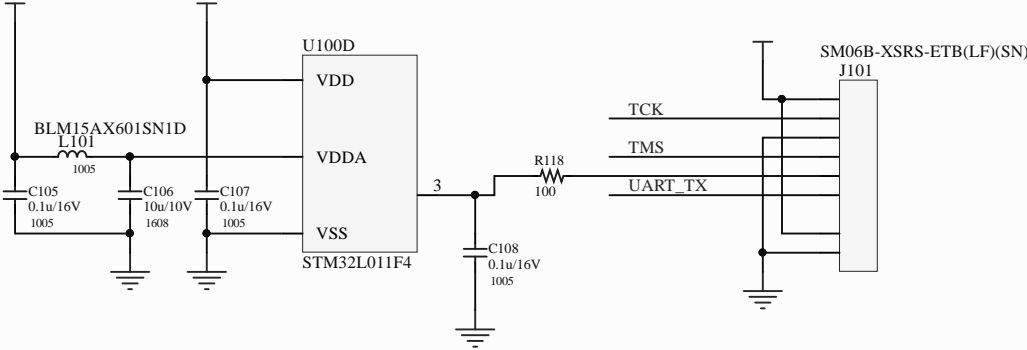 U100D
SM06B-XSRS-ETB(LF)(SN)
J101
VDD
TCK
BLM15AX601SN1D
L101
1005
VDDA
TMS
R118
100
3
UART_TX
C105
0.1u/16V
1005
C106
10u/10V
1608
C107
0.1u/16V
1005
VSS
STM32L011F4
C108
0.1u/16V
1005